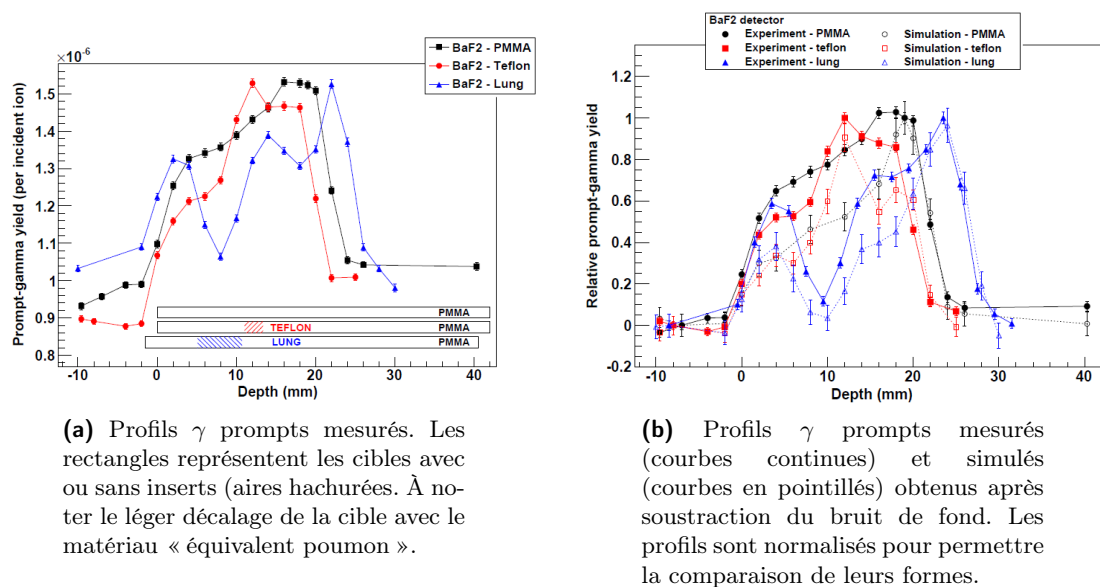 ×10⁻⁶
BaF2 - PMMA
BaF2 - Teflon
BaF2 - Lung
Prompt-gamma yield (per incident ion)
1.5
1.4
1.3
1.2
1.1
1
0.9
0.8
PMMA
TEFLON PMMA
LUNG PMMA
-10 0 10 20 30 40
Depth (mm)
(a) Profils γ prompts mesurés. Les
rectangles représentent les cibles avec
ou sans inserts (aires hachurées. À no-
ter le léger décalage de la cible avec le
matériau « équivalent poumon ».
BaF2 detector
Experiment - PMMA Simulation - PMMA
Experiment - teflon Simulation - teflon
Experiment - lung Simulation - lung
Relative prompt-gamma yield
1.2
1
0.8
0.6
0.4
0.2
0
-0.2
-10 0 10 20 30 40
Depth (mm)
(b) Profils γ prompts mesurés
(courbes continues) et simulés
(courbes en pointillés) obtenus après
soustraction du bruit de fond. Les
profils sont normalisés pour permettre
la comparaison de leurs formes.